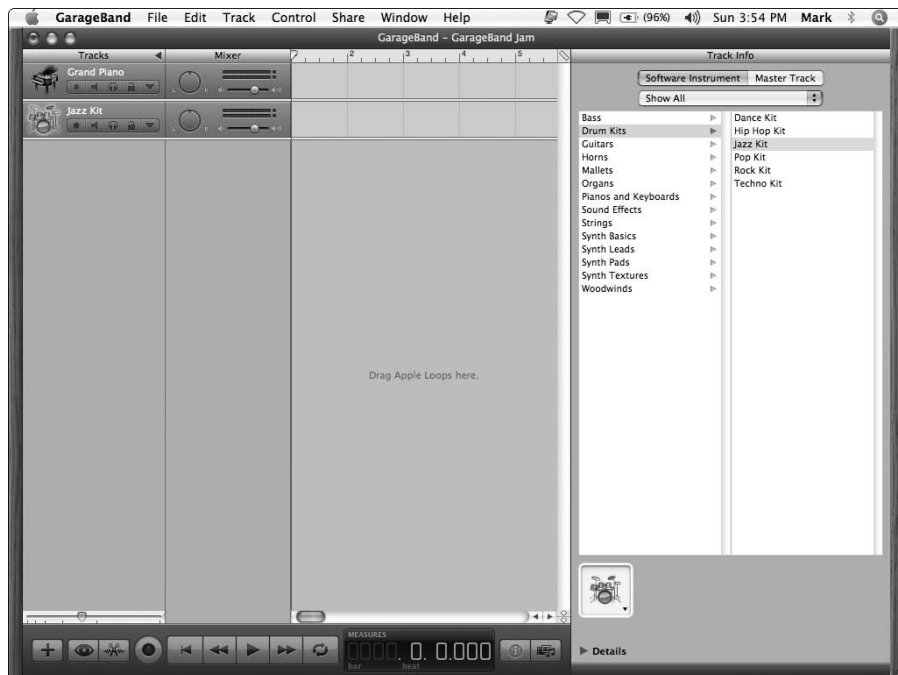 GarageBand File Edit Track Control Share Window Help (96%) Sun 3:54 PM Mark
GarageBand – GarageBand Jam
Tracks Mixer 2 3 4 5 Track Info
Grand Piano
Jazz Kit
Software Instrument Master Track
Show All
Bass
Drum Kits
Guitars
Horns
Mallets
Organs
Pianos and Keyboards
Sound Effects
Strings
Synth Basics
Synth Leads
Synth Pads
Synth Textures
Woodwinds
Dance Kit
Hip Hop Kit
Jazz Kit
Pop Kit
Rock Kit
Techno Kit
Drag Apple Loops here.
MEASURES
0. 0.000
bar beat
Details